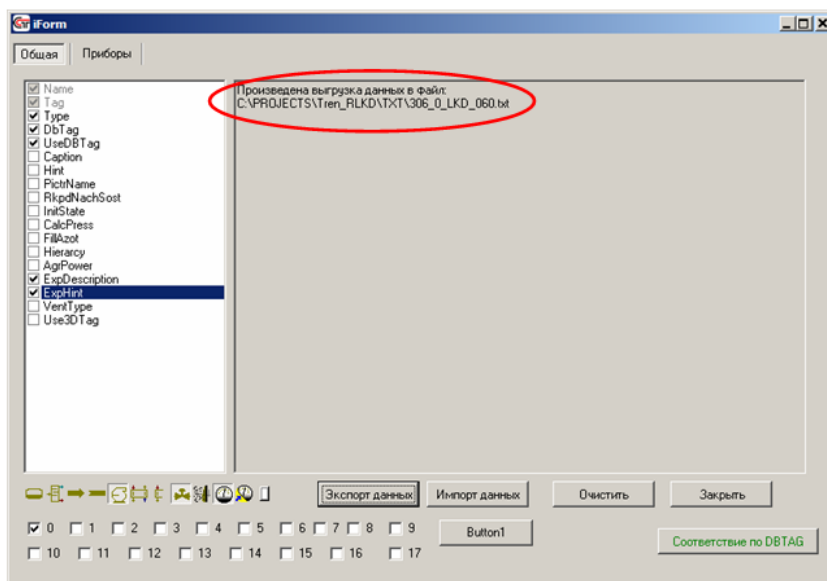 iForm
Общая
Приборы
Name
Tag
Type
DbTag
UseDBTag
Caption
Hint
PictrName
RkpdNachSost
InitState
CalcPress
FillAzot
Hierarcy
AgrPower
ExpDescription
ExpHint
VentType
Use3DTag
Произведена выгрузка данных в файл:
C:\PROJECTS\Tren_RLKD\TXT\306_0_LKD_060.txt
Экспорт данных
Импорт данных
Очистить
Закрыть
0 1 2 3 4 5 6 7 8 9
Button1
10 11 12 13 14 15 16 17
Соответствие по DBTAG